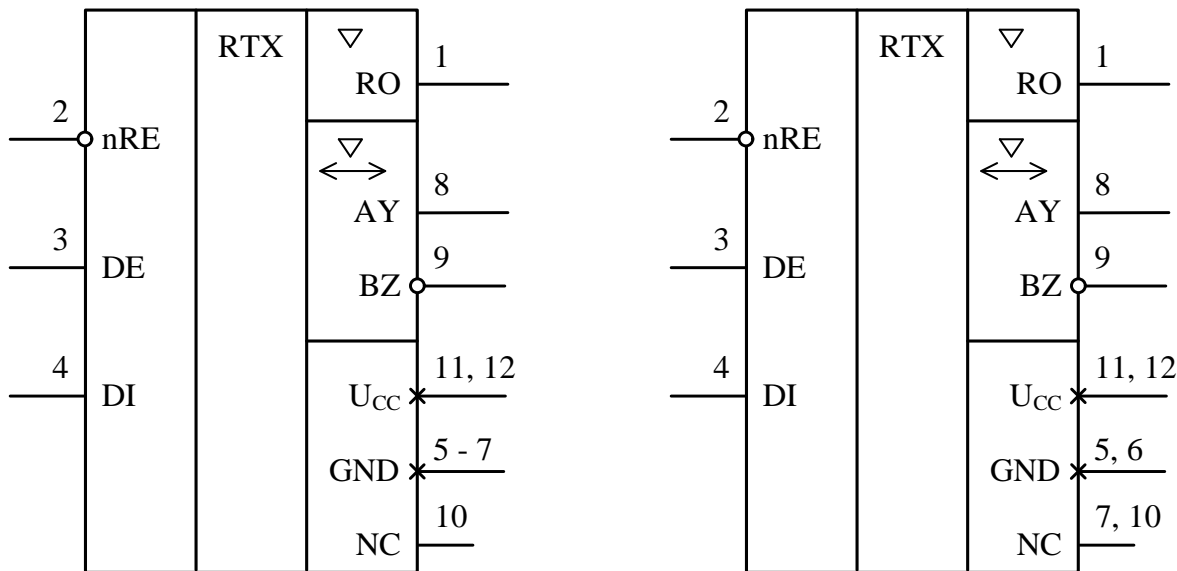 RTX
1
RO
2
nRE
8
AY
3
DE
9
BZ
4
DI
11, 12
UCC
5 - 7
GND
10
NC
RTX
1
RO
2
nRE
8
AY
3
DE
9
BZ
4
DI
11, 12
UCC
5, 6
GND
7, 10
NC